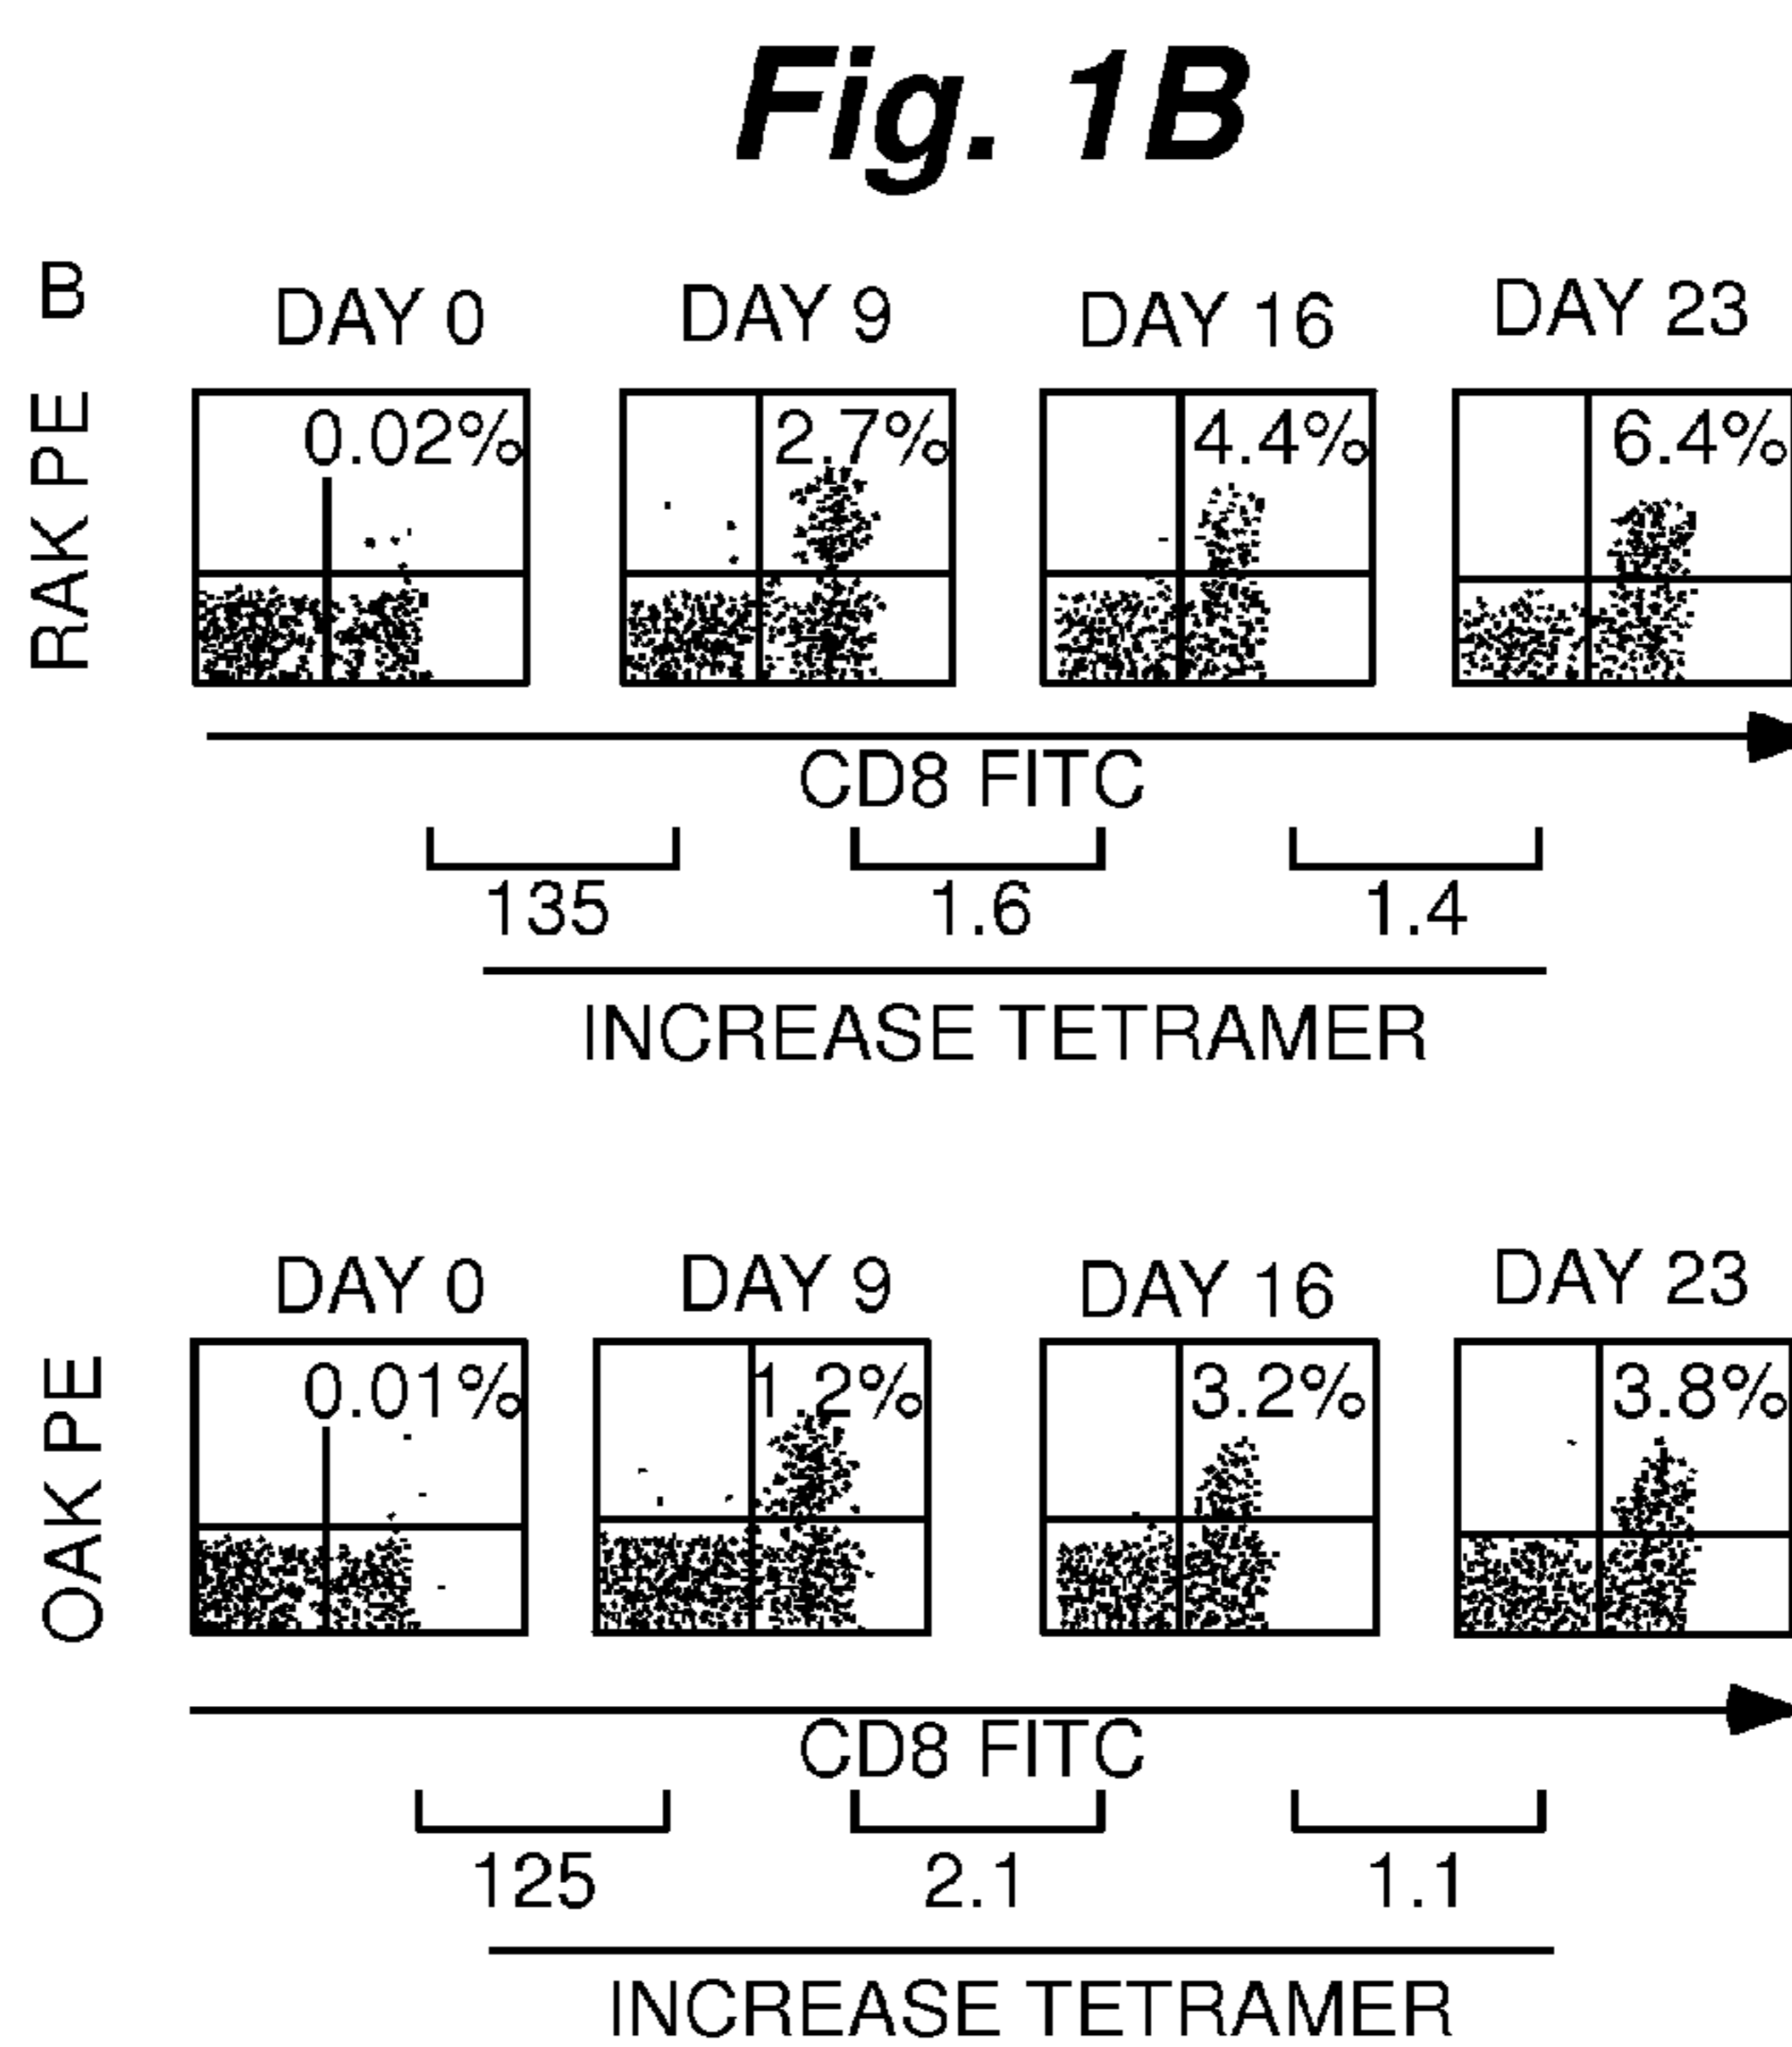 Fig. 1B
B
DAY 0 DAY 9 DAY 16 DAY 23
RAK PE
0.02% 2.7% 4.4% 6.4%
CD8 FITC
135 1.6 1.4
INCREASE TETRAMER
DAY 0 DAY 9 DAY 16 DAY 23
OAK PE
0.01% 1.2% 3.2% 3.8%
CD8 FITC
125 2.1 1.1
INCREASE TETRAMER